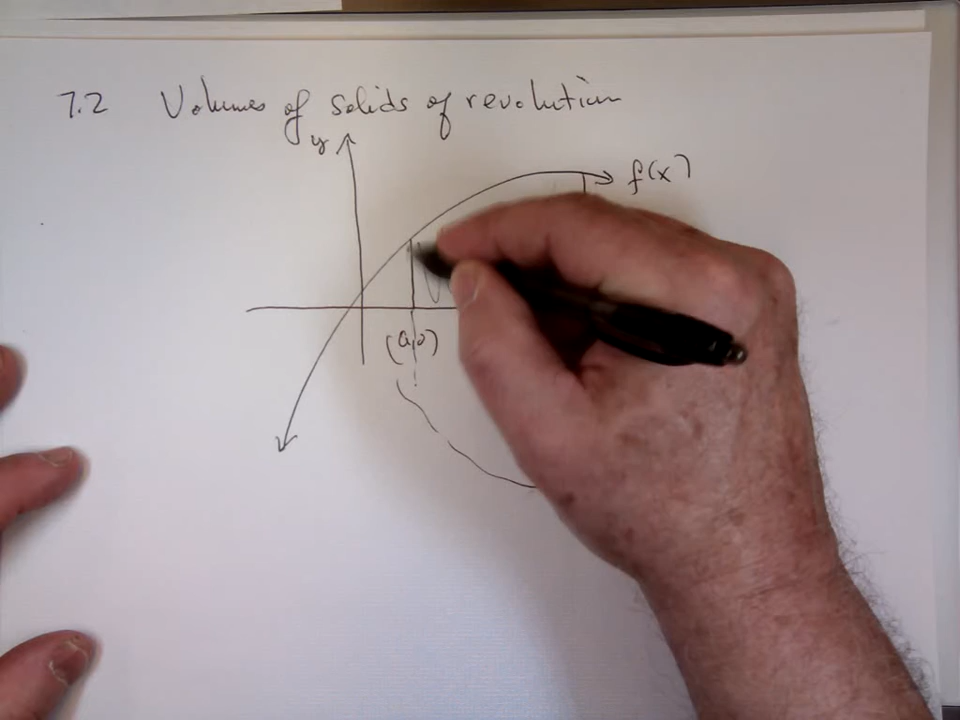 7.2 Volumes of solids of revolution
y
f(x)
(a,0)